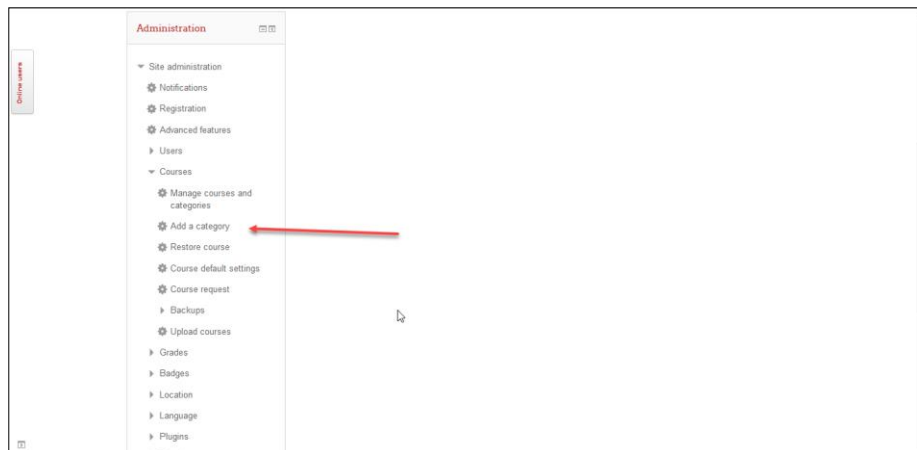 Administration
Online users
Site administration
Notifications
Registration
Advanced features
Users
Courses
Manage courses and
categories
Add a category
Restore course
Course default settings
Course request
Backups
Upload courses
Grades
Badges
Location
Language
Plugins